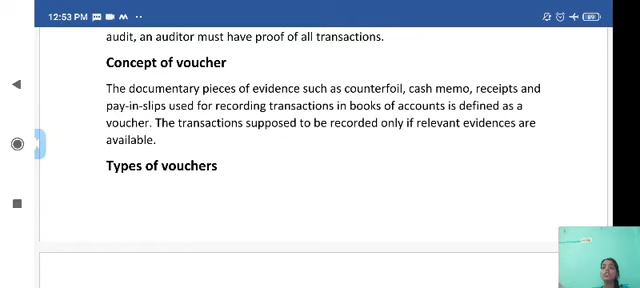 12:53 PM
89
audit, an auditor must have proof of all transactions.
Concept of voucher
The documentary pieces of evidence such as counterfoil, cash memo, receipts and
pay-in-slips used for recording transactions in books of accounts is defined as a
voucher. The transactions supposed to be recorded only if relevant evidences are
available.
Types of vouchers